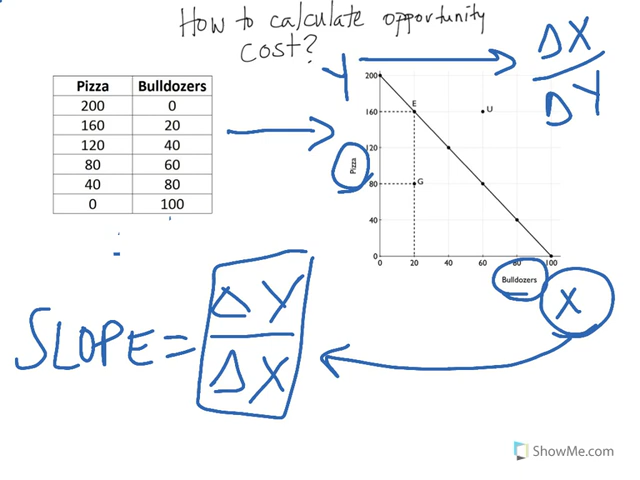 How to calculate opportunity
cost?
Y
ΔX
ΔY
Pizza Bulldozers
200 0
160 20
120 40
80 60
40 80
0 100
200
160
120
80
40
0
Pizza
E
U
G
0 20 40 60 80 100
Bulldozers
X
SLOPE = ΔY
ΔX
ShowMe.com